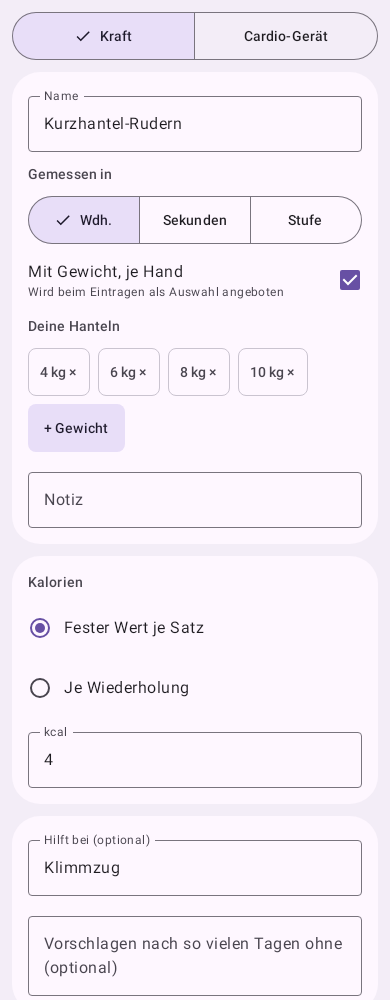 Kraft
Cardio-Gerät
Name
Kurzhantel-Rudern
Gemessen in
Wdh.
Sekunden
Stufe
Mit Gewicht, je Hand
Wird beim Eintragen als Auswahl angeboten
Deine Hanteln
4 kg ×
6 kg ×
8 kg ×
10 kg ×
+ Gewicht
Notiz
Kalorien
Fester Wert je Satz
Je Wiederholung
kcal
4
Hilft bei (optional)
Klimmzug
Vorschlagen nach so vielen Tagen ohne
(optional)